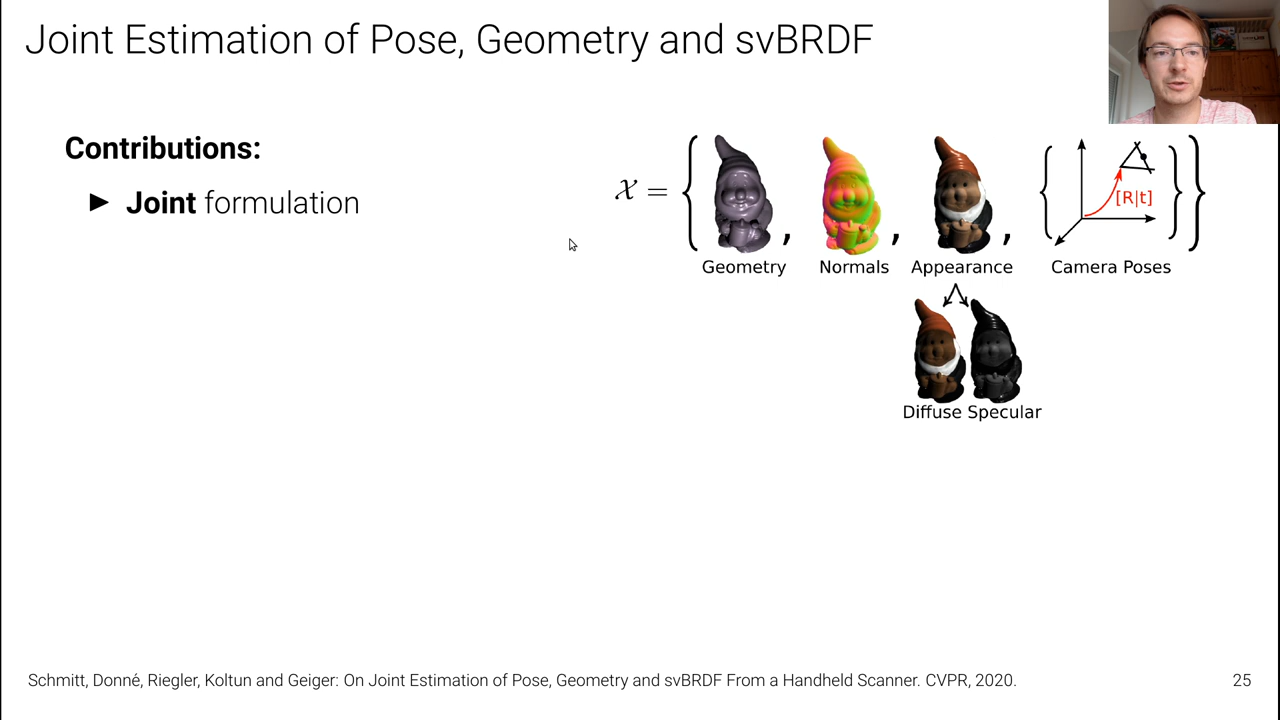 Joint Estimation of Pose, Geometry and svBRDF
Contributions:
► Joint formulation
𝒳 = { , , , { [R|t] } }
Geometry Normals Appearance Camera Poses
Diffuse Specular
Schmitt, Donné, Riegler, Koltun and Geiger: On Joint Estimation of Pose, Geometry and svBRDF From a Handheld Scanner. CVPR, 2020.
25